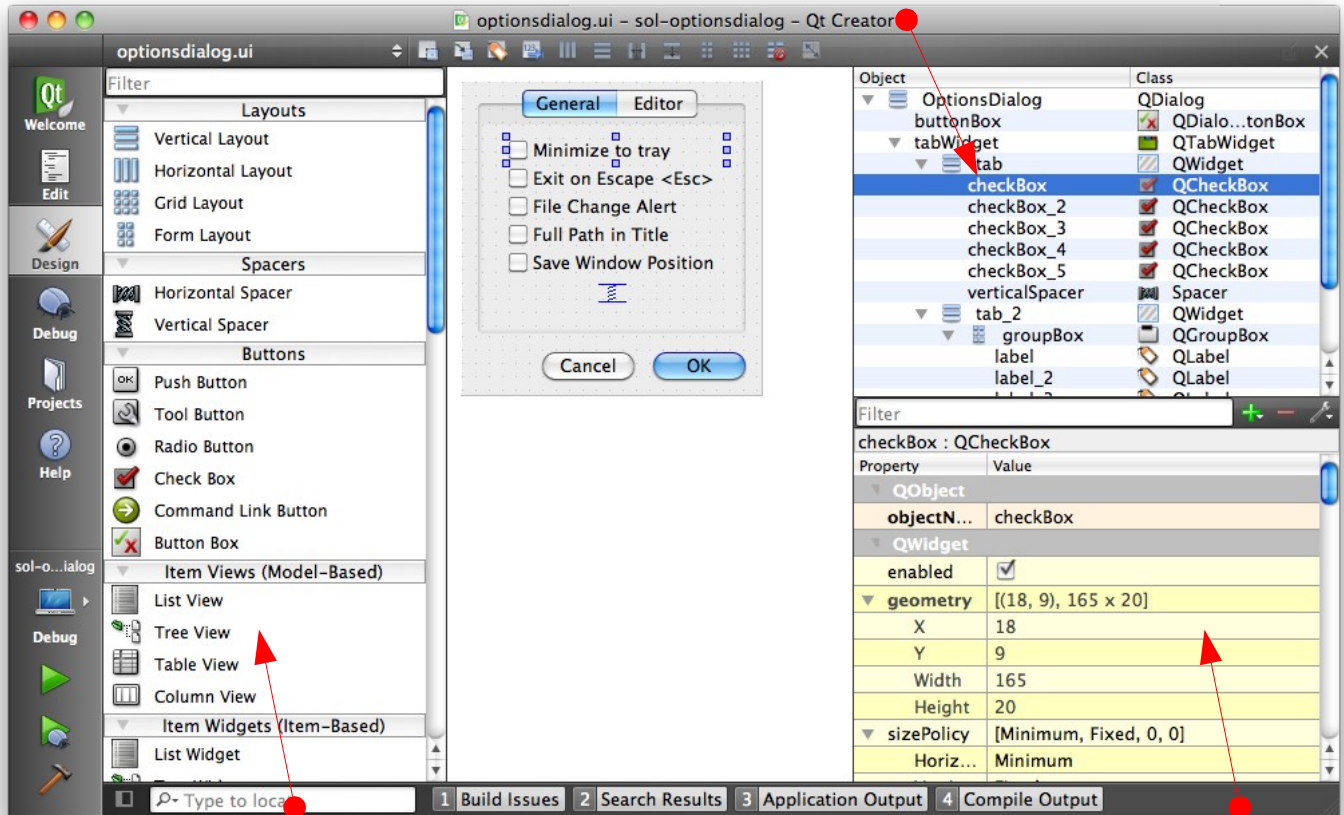 optionsdialog.ui – sol-optionsdialog – Qt Creator
optionsdialog.ui
Qt
Welcome
Edit
Design
Debug
Projects
Help
sol-o...ialog
Debug
Filter
Layouts
Vertical Layout
Horizontal Layout
Grid Layout
Form Layout
Spacers
Horizontal Spacer
Vertical Spacer
Buttons
OK Push Button
Tool Button
Radio Button
Check Box
Command Link Button
Button Box
Item Views (Model-Based)
List View
Tree View
Table View
Column View
Item Widgets (Item-Based)
List Widget
General Editor
Minimize to tray
Exit on Escape <Esc>
File Change Alert
Full Path in Title
Save Window Position
Cancel OK
Object Class
OptionsDialog QDialog
buttonBox QDialo...tonBox
tabWidget QTabWidget
tab QWidget
checkBox QCheckBox
checkBox_2 QCheckBox
checkBox_3 QCheckBox
checkBox_4 QCheckBox
checkBox_5 QCheckBox
verticalSpacer Spacer
tab_2 QWidget
groupBox QGroupBox
label QLabel
label_2 QLabel
Filter
checkBox : QCheckBox
Property Value
QObject
objectN... checkBox
QWidget
enabled
geometry [(18, 9), 165 x 20]
X 18
Y 9
Width 165
Height 20
sizePolicy [Minimum, Fixed, 0, 0]
Horiz... Minimum
Type to loca
1 Build Issues 2 Search Results 3 Application Output 4 Compile Output